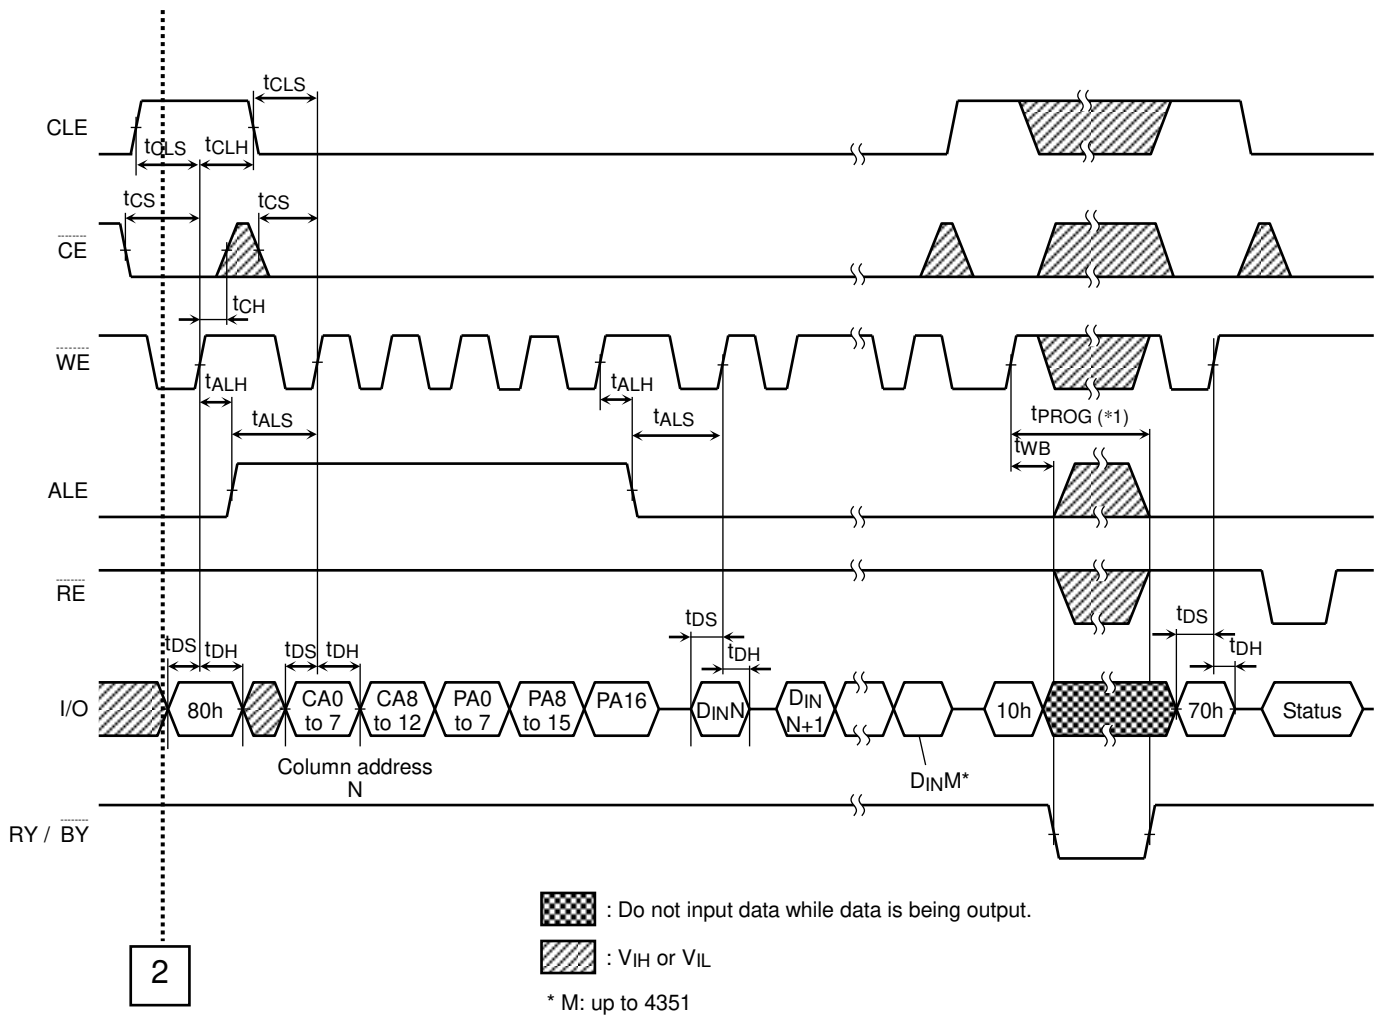 tCLS
CLE
tCLS tCLH
tCS tCS
CE
tCH
WE
tALH tALH
tALS tALS
tPROG (*1)
tWB
ALE
RE
tDS tDH tDS tDH tDS tDH tDS tDH
I/O
80h
CA0 to 7
CA8 to 12
PA0 to 7
PA8 to 15
PA16
DINN
DIN N+1
10h
70h
Status
Column address
N
DINM*
RY / BY
: Do not input data while data is being output.
: VIH or VIL
* M: up to 4351
2